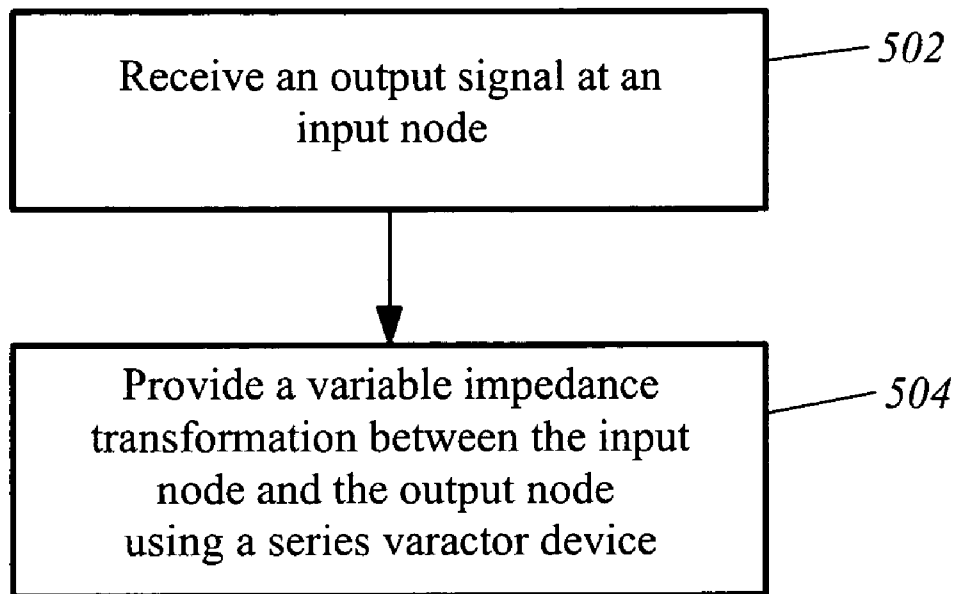 Receive an output signal at an
input node
502
Provide a variable impedance
transformation between the input
node and the output node
using a series varactor device
504